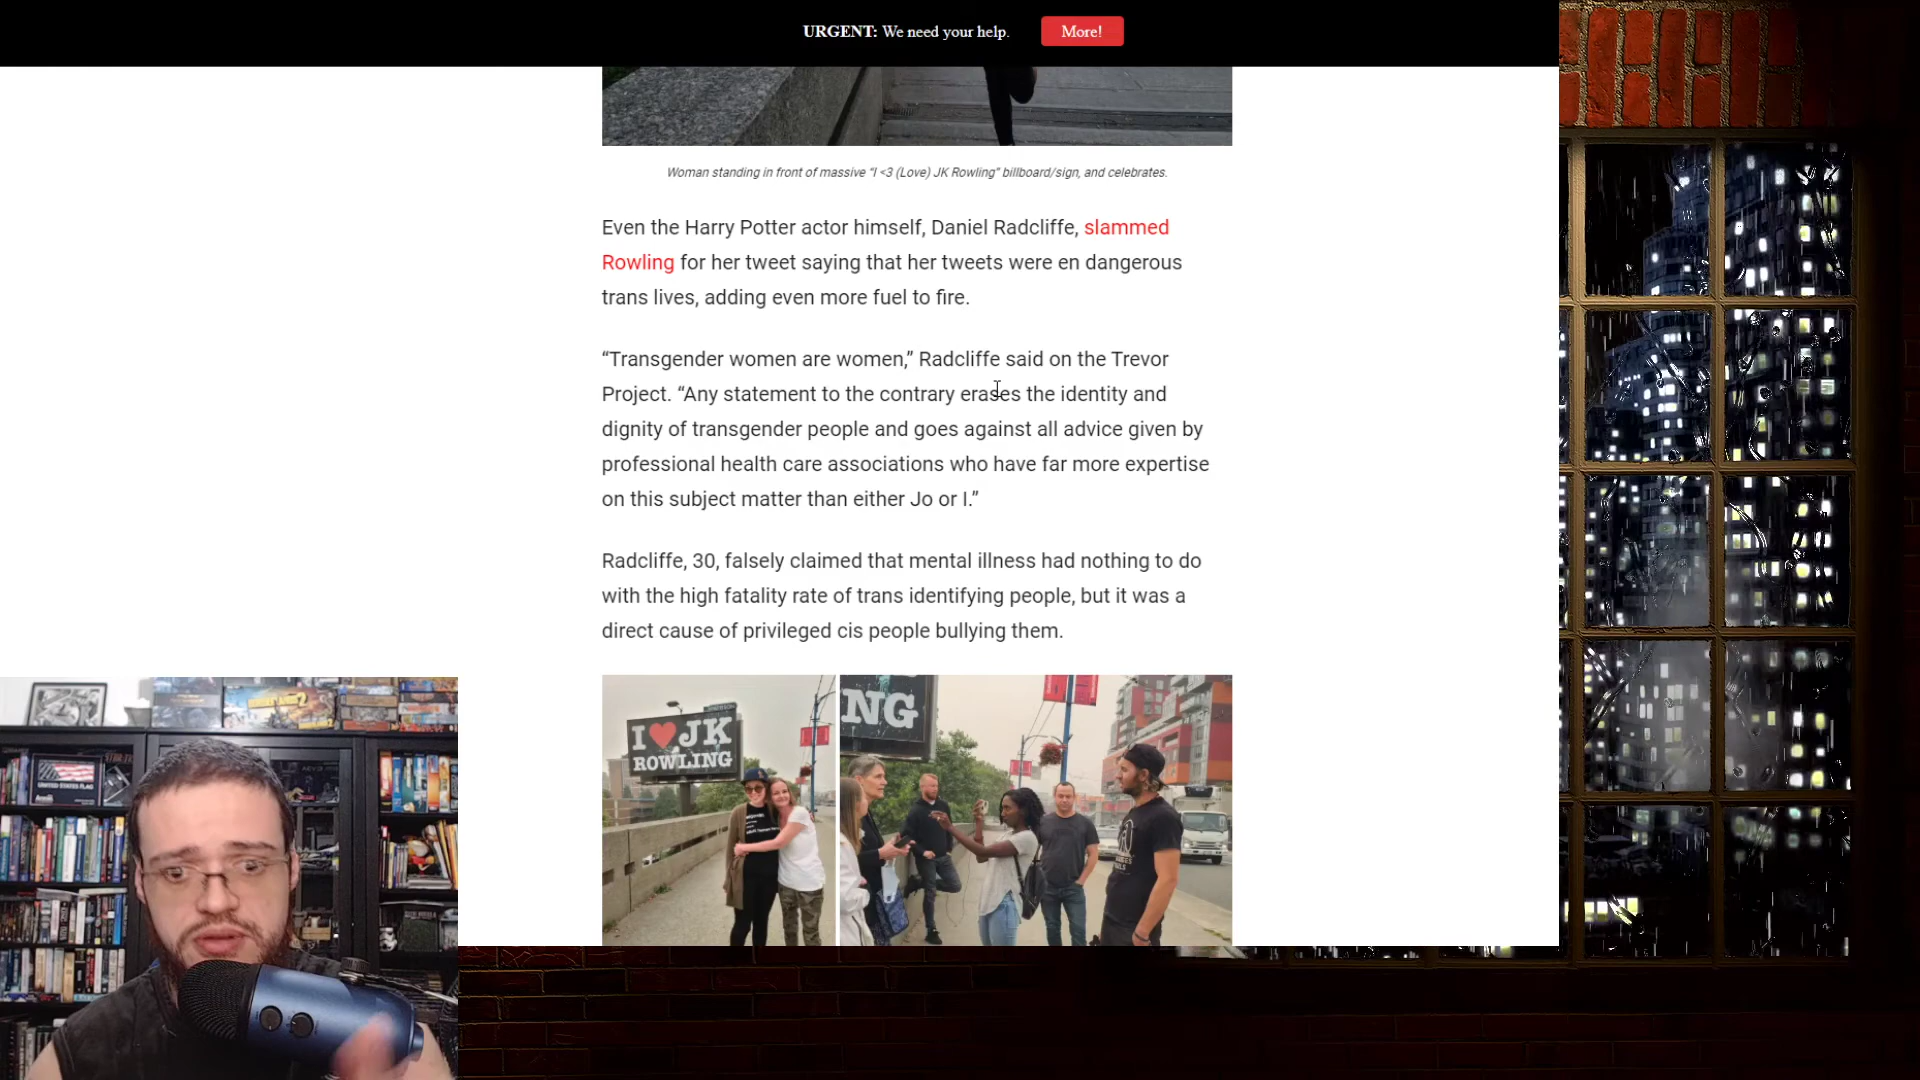 URGENT: We need your help.
More!
Woman standing in front of massive “I <3 (Love) JK Rowling” billboard/sign, and celebrates.
Even the Harry Potter actor himself, Daniel Radcliffe, slammed
Rowling for her tweet saying that her tweets were en dangerous
trans lives, adding even more fuel to fire.
“Transgender women are women,” Radcliffe said on the Trevor
Project. “Any statement to the contrary erases the identity and
dignity of transgender people and goes against all advice given by
professional health care associations who have far more expertise
on this subject matter than either Jo or I.”
Radcliffe, 30, falsely claimed that mental illness had nothing to do
with the high fatality rate of trans identifying people, but it was a
direct cause of privileged cis people bullying them.
I ❤ JK
ROWLING
NG
UNITED STATES FLAG